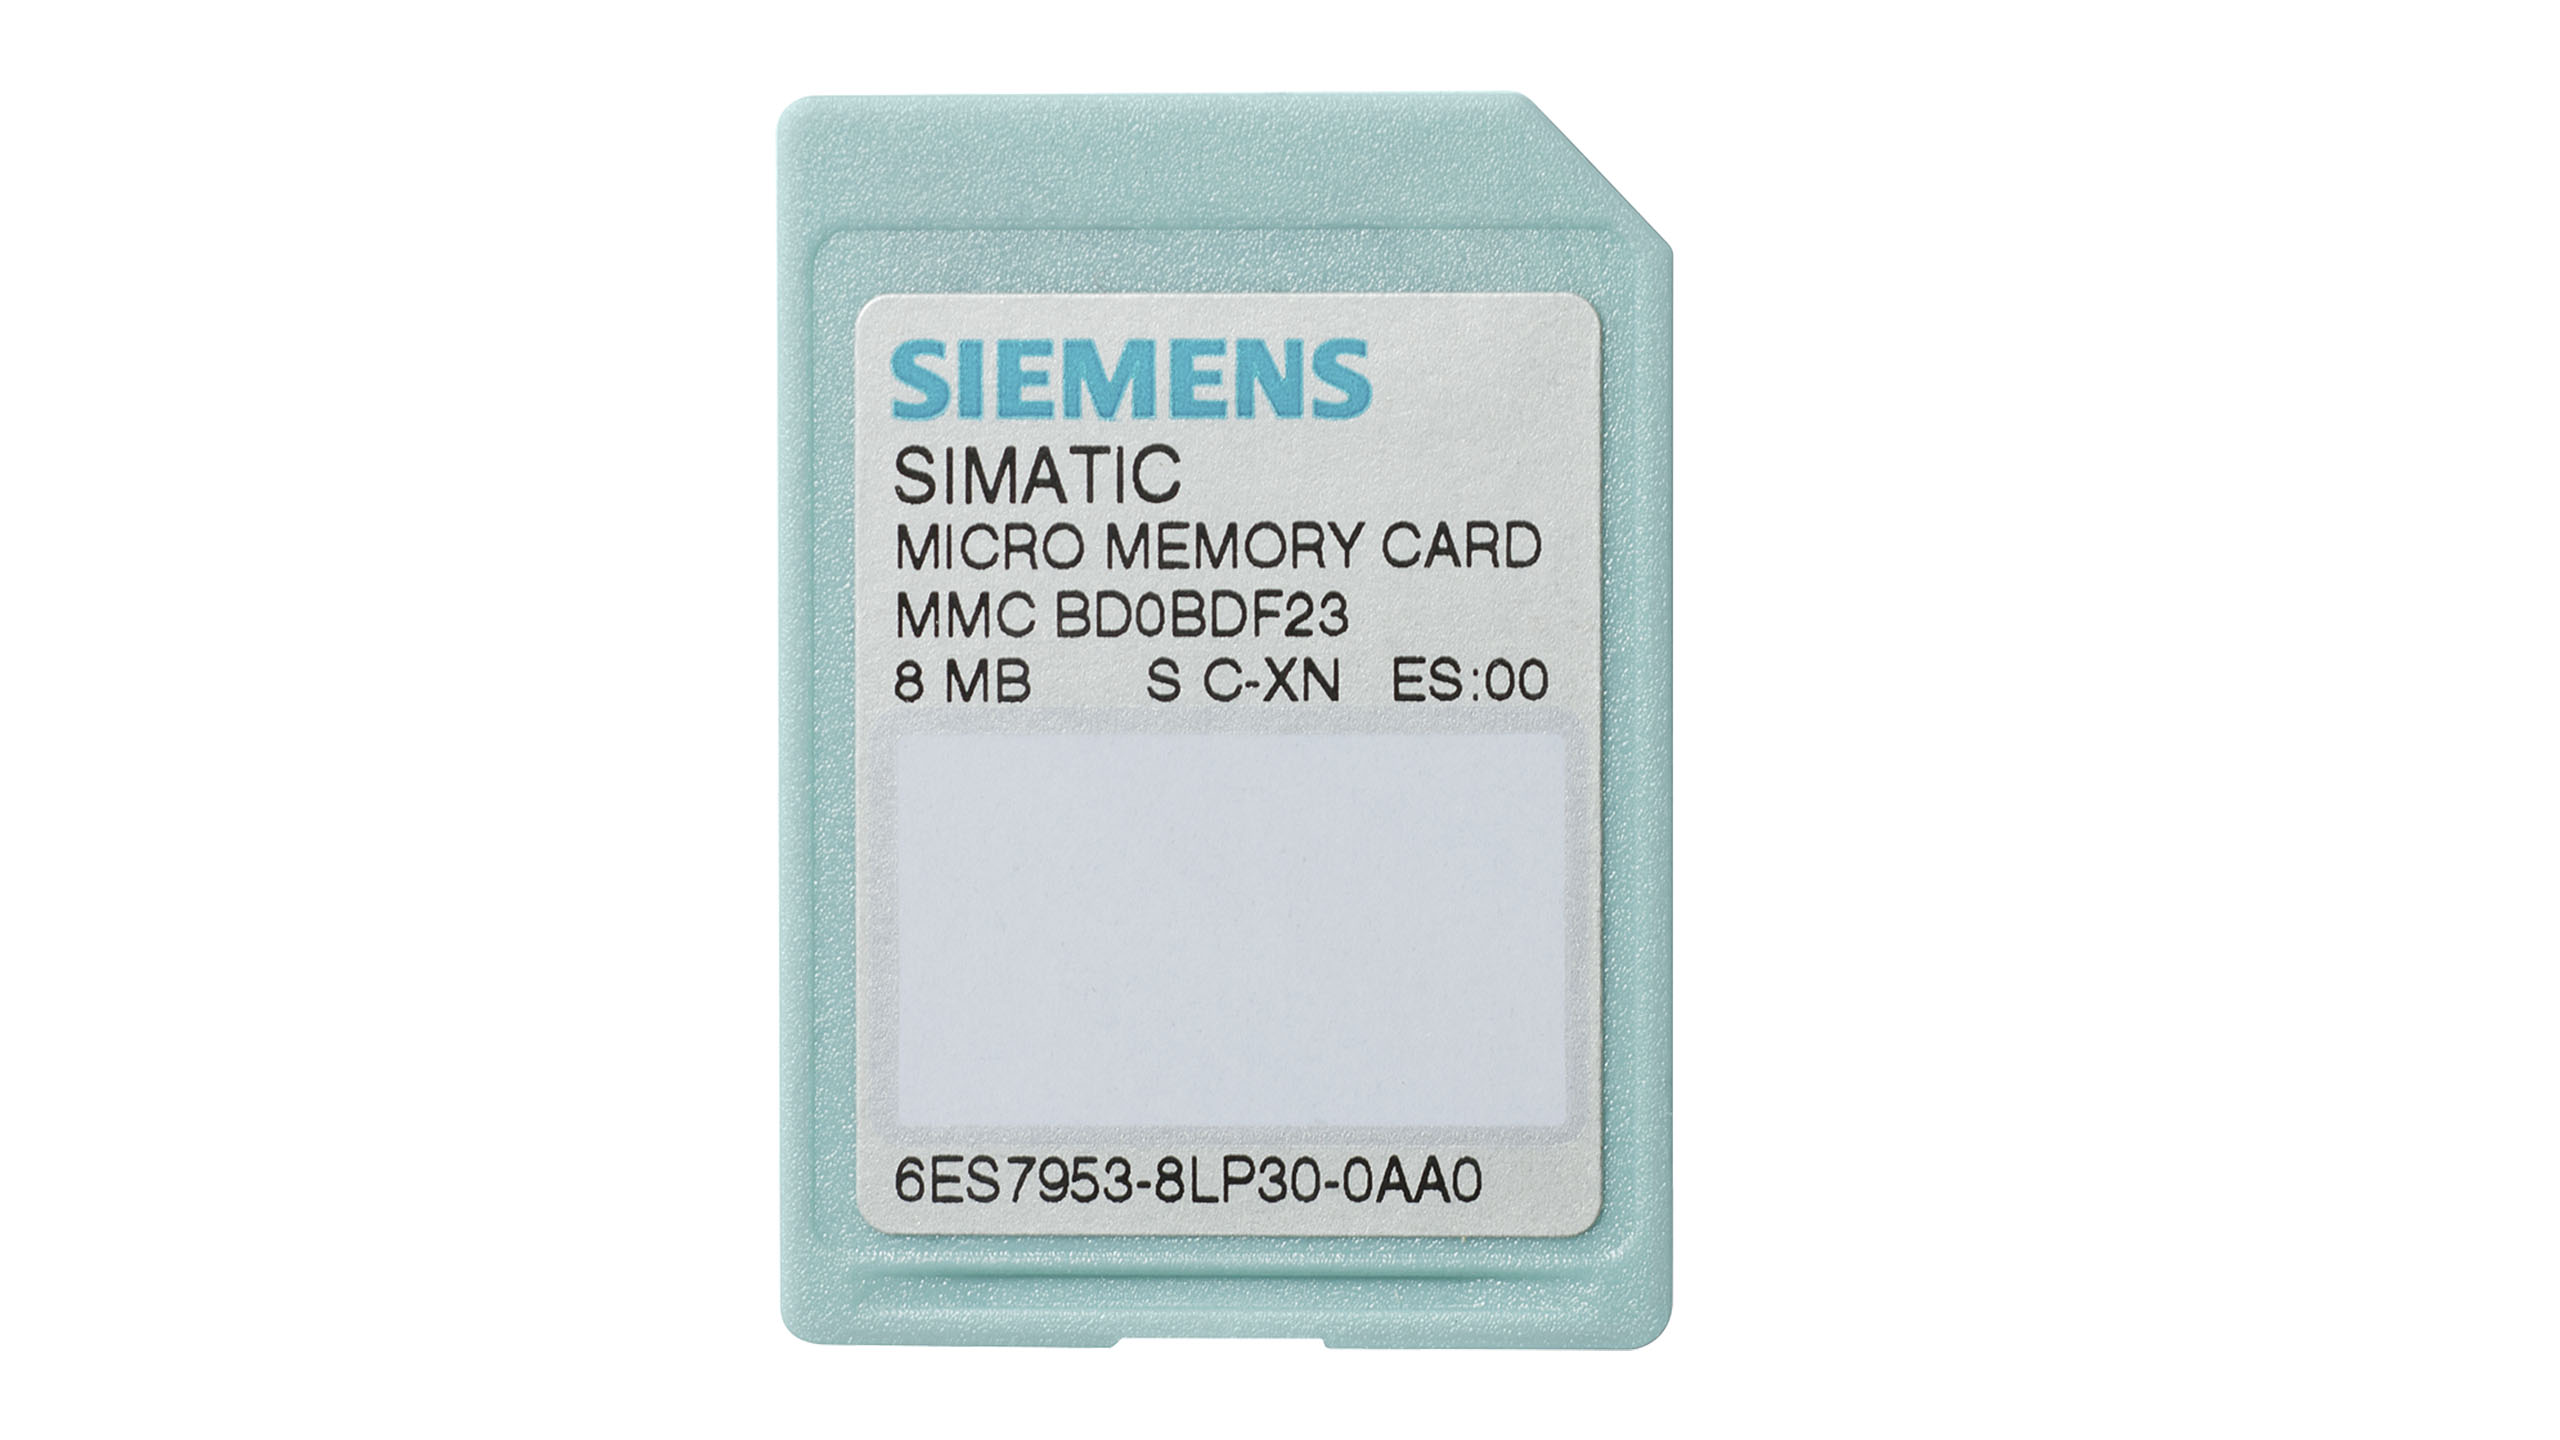 SIEMENS
SIMATIC
MICRO MEMORY CARD
MMC BD0BDF23
8 MB S C-XN ES:00
6ES7953-8LP30-0AA0